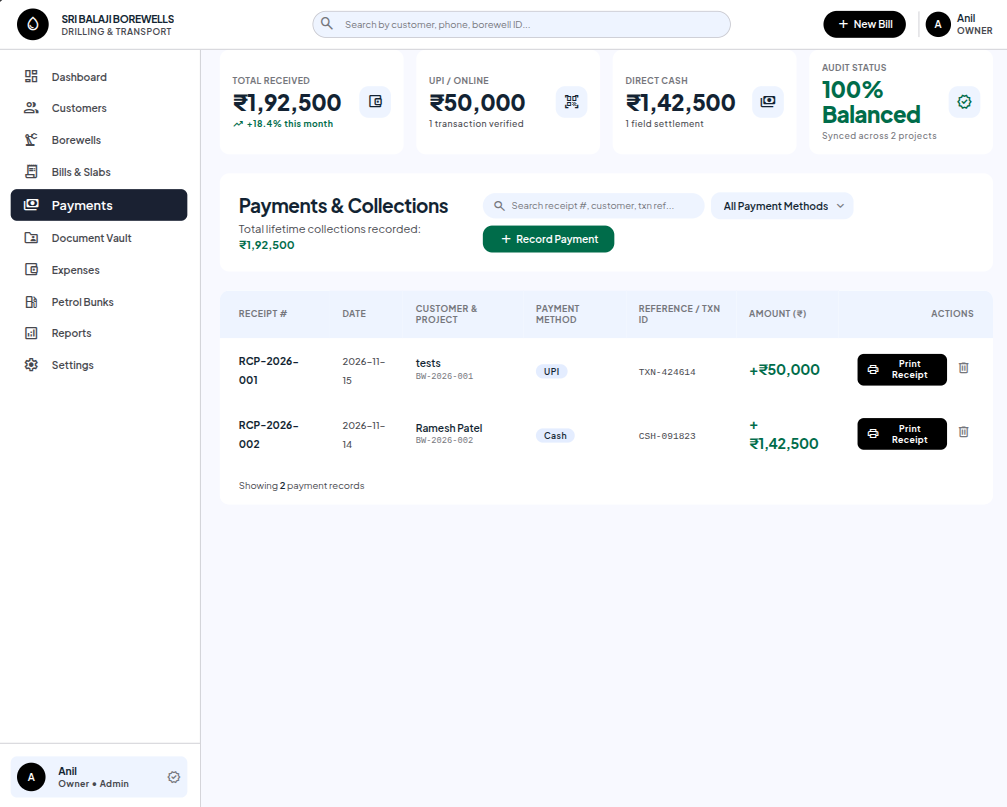 SRI BALAJI BOREWELLS
DRILLING & TRANSPORT
Search by customer, phone, borewell ID...
+ New Bill
A
Anil
OWNER
Dashboard
Customers
Borewells
Bills & Slabs
Payments
Document Vault
Expenses
Petrol Bunks
Reports
Settings
A
Anil
Owner • Admin
TOTAL RECEIVED
₹1,92,500
+18.4% this month
UPI / ONLINE
₹50,000
1 transaction verified
DIRECT CASH
₹1,42,500
1 field settlement
AUDIT STATUS
100%
Balanced
Synced across 2 projects
Payments & Collections
Total lifetime collections recorded:
₹1,92,500
Search receipt #, customer, txn ref...
All Payment Methods
+ Record Payment
RECEIPT #
DATE
CUSTOMER &
PROJECT
PAYMENT
METHOD
REFERENCE / TXN
ID
AMOUNT (₹)
ACTIONS
RCP-2026-
001
2026-11-
15
tests
BW-2026-001
UPI
TXN-424614
+₹50,000
Print
Receipt
RCP-2026-
002
2026-11-
14
Ramesh Patel
BW-2026-002
Cash
CSH-091823
+
₹1,42,500
Print
Receipt
Showing 2 payment records